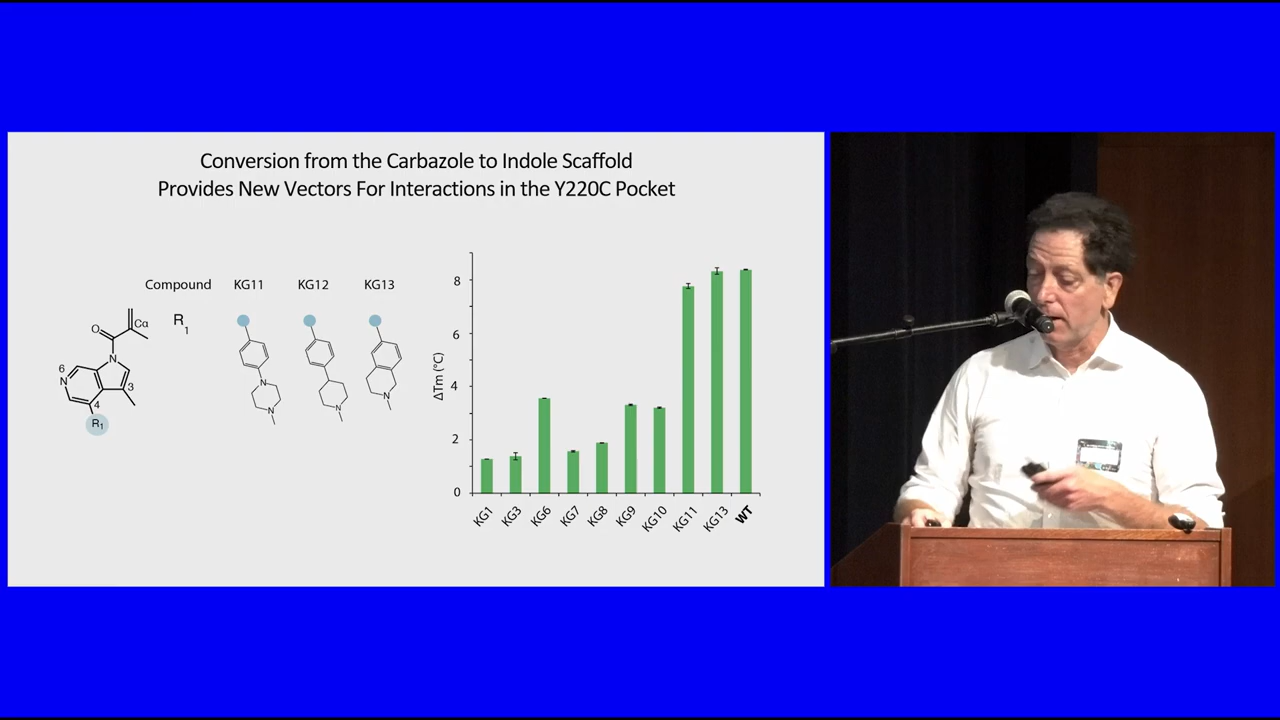 Conversion from the Carbazole to Indole Scaffold
Provides New Vectors For Interactions in the Y220C Pocket
Compound KG11 KG12 KG13
R1
O
Cα
N
6
N
3
4
R1
N
N
N
N
ΔTm (°C)
8
6
4
2
0
KG1 KG3 KG6 KG7 KG8 KG9 KG10 KG11 KG13 WT